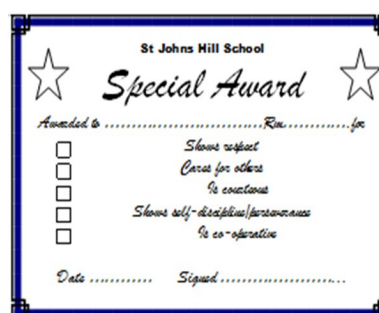 St Johns Hill School
Special Award
Awarded to ..............................Rm.............for
Shows respect
Cares for others
Is courteous
Shows self-discipline/perseverance
Is co-operative
Date ............ Signed .......................